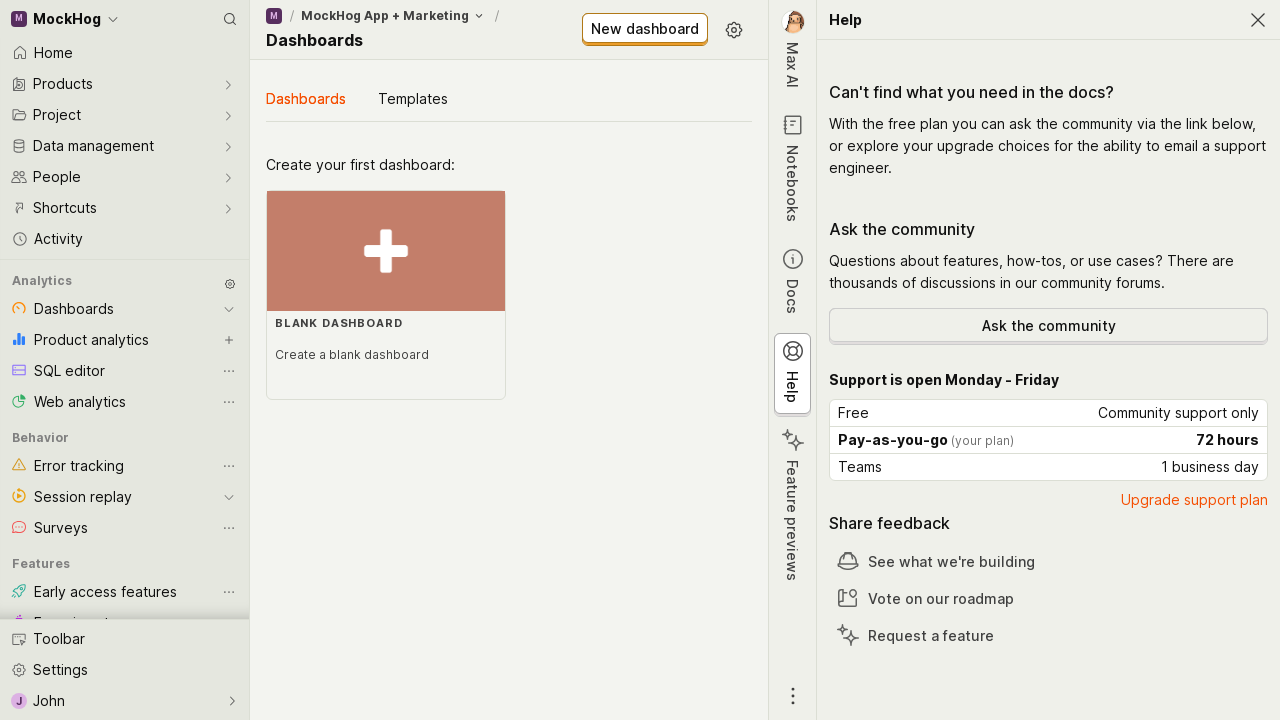 M MockHog
Home
Products
Project
Data management
People
Shortcuts
Activity
Analytics
Dashboards
Product analytics
SQL editor
Web analytics
Behavior
Error tracking
Session replay
Surveys
Features
Early access features
Toolbar
Settings
J John
M / MockHog App + Marketing /
Dashboards
New dashboard
Dashboards Templates
Create your first dashboard:
BLANK DASHBOARD
Create a blank dashboard
Max AI
Notebooks
Docs
Help
Feature previews
Help
Can't find what you need in the docs?
With the free plan you can ask the community via the link below,
or explore your upgrade choices for the ability to email a support
engineer.
Ask the community
Questions about features, how-tos, or use cases? There are
thousands of discussions in our community forums.
Ask the community
Support is open Monday - Friday
Free Community support only
Pay-as-you-go (your plan) 72 hours
Teams 1 business day
Upgrade support plan
Share feedback
See what we're building
Vote on our roadmap
Request a feature